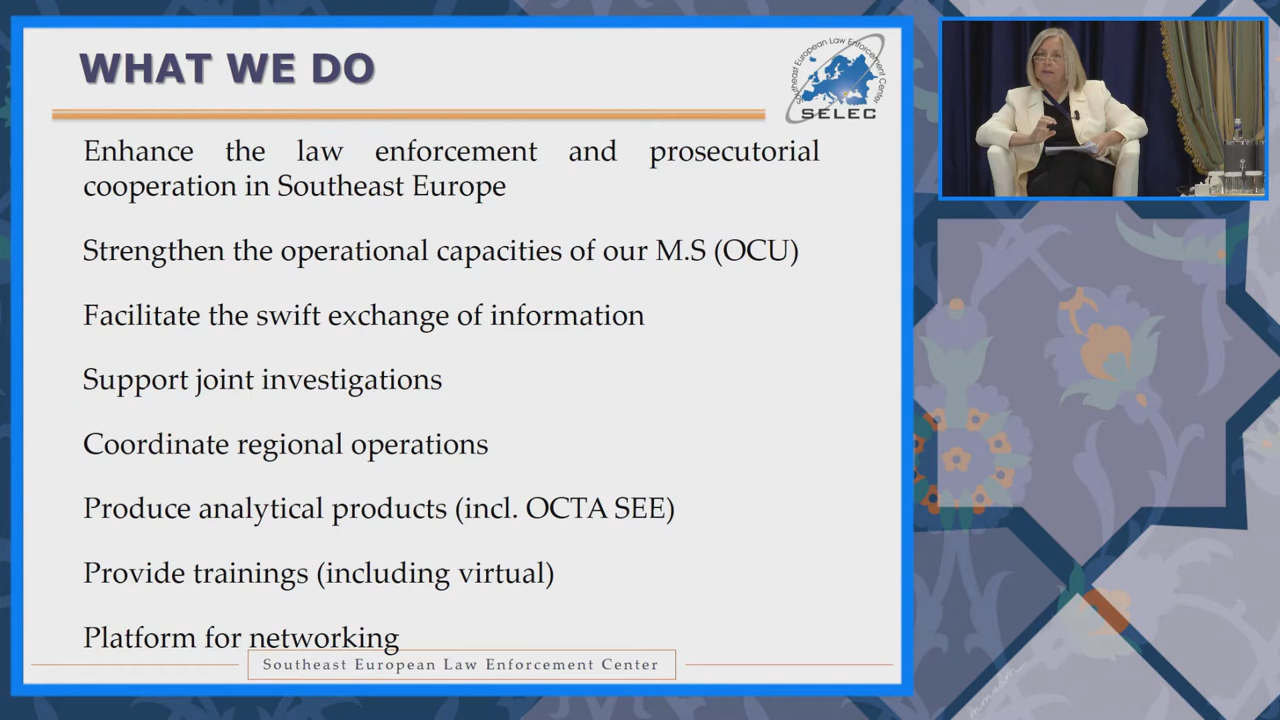 WHAT WE DO
Southeast European Law Enforcement Center
SELEC
Enhance the law enforcement and prosecutorial
cooperation in Southeast Europe
Strengthen the operational capacities of our M.S (OCU)
Facilitate the swift exchange of information
Support joint investigations
Coordinate regional operations
Produce analytical products (incl. OCTA SEE)
Provide trainings (including virtual)
Platform for networking
Southeast European Law Enforcement Center